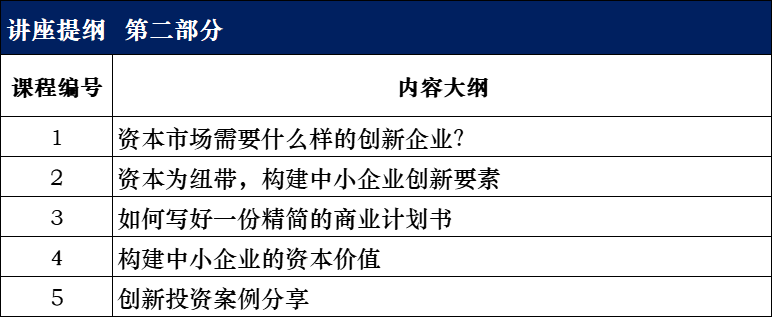 讲座提纲 第二部分
课程编号 内容大纲
1 资本市场需要什么样的创新企业？
2 资本为纽带，构建中小企业创新要素
3 如何写好一份精简的商业计划书
4 构建中小企业的资本价值
5 创新投资案例分享